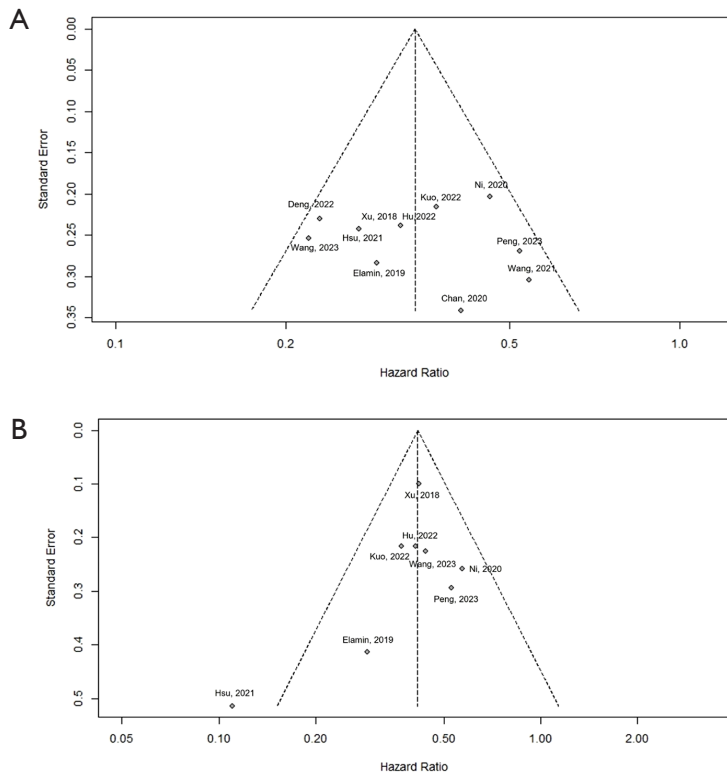 A
0.00
0.05
0.10
0.15
0.20
0.25
0.30
0.35
Standard Error
Ni, 2020
Kuo, 2022
Deng, 2022
Xu, 2018
Hu, 2022
Hsu, 2021
Peng, 2023
Wang, 2023
Elamin, 2019
Wang, 2021
Chan, 2020
0.1
0.2
0.5
1.0
Hazard Ratio
B
0.0
0.1
0.2
0.3
0.4
0.5
Standard Error
Xu, 2018
Hu, 2022
Kuo, 2022
Wang, 2023
Ni, 2020
Peng, 2023
Elamin, 2019
Hsu, 2021
0.05
0.10
0.20
0.50
1.00
2.00
Hazard Ratio